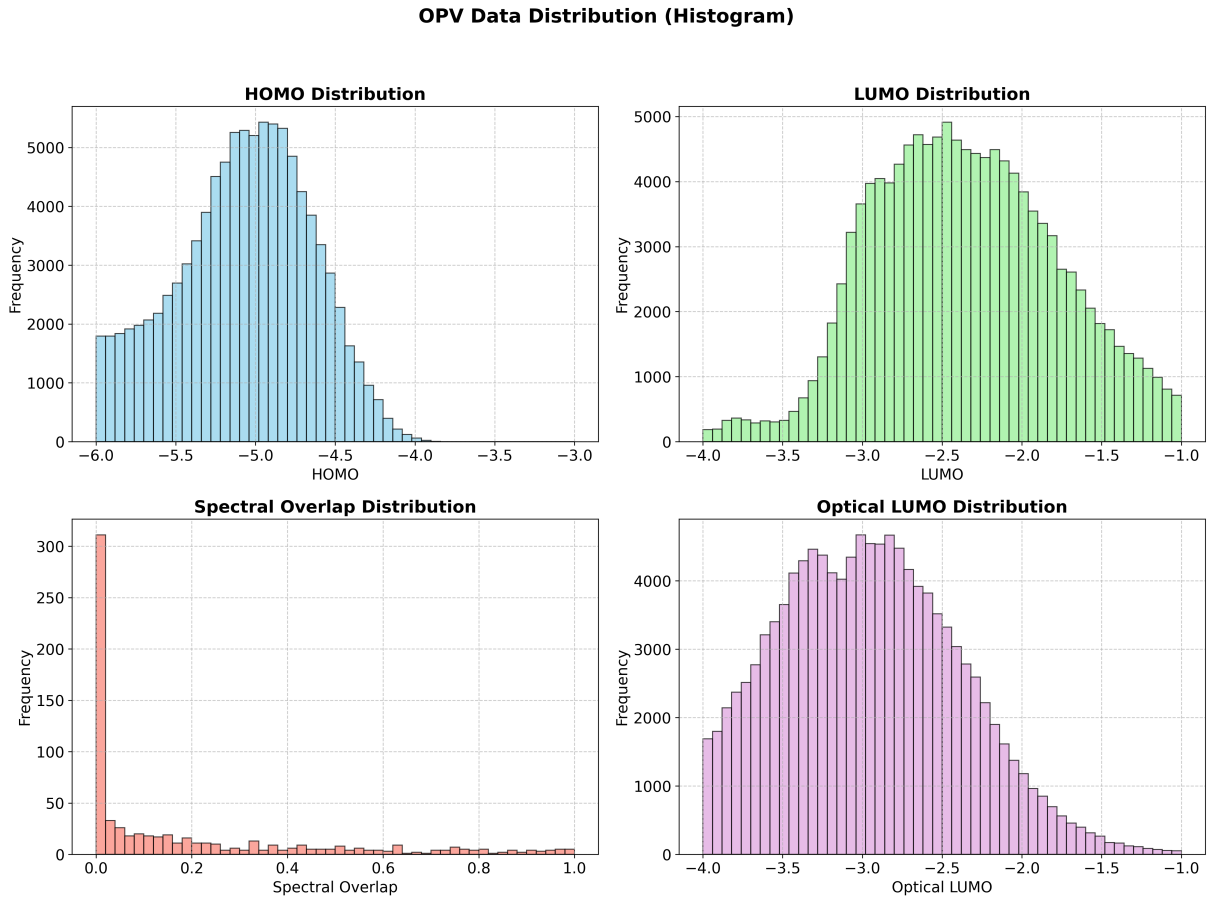 OPV Data Distribution (Histogram)
HOMO Distribution
Frequency
5000
4000
3000
2000
1000
0
−6.0 −5.5 −5.0 −4.5 −4.0 −3.5 −3.0
HOMO
LUMO Distribution
Frequency
5000
4000
3000
2000
1000
0
−4.0 −3.5 −3.0 −2.5 −2.0 −1.5 −1.0
LUMO
Spectral Overlap Distribution
Frequency
300
250
200
150
100
50
0
0.0 0.2 0.4 0.6 0.8 1.0
Spectral Overlap
Optical LUMO Distribution
Frequency
4000
3000
2000
1000
0
−4.0 −3.5 −3.0 −2.5 −2.0 −1.5 −1.0
Optical LUMO